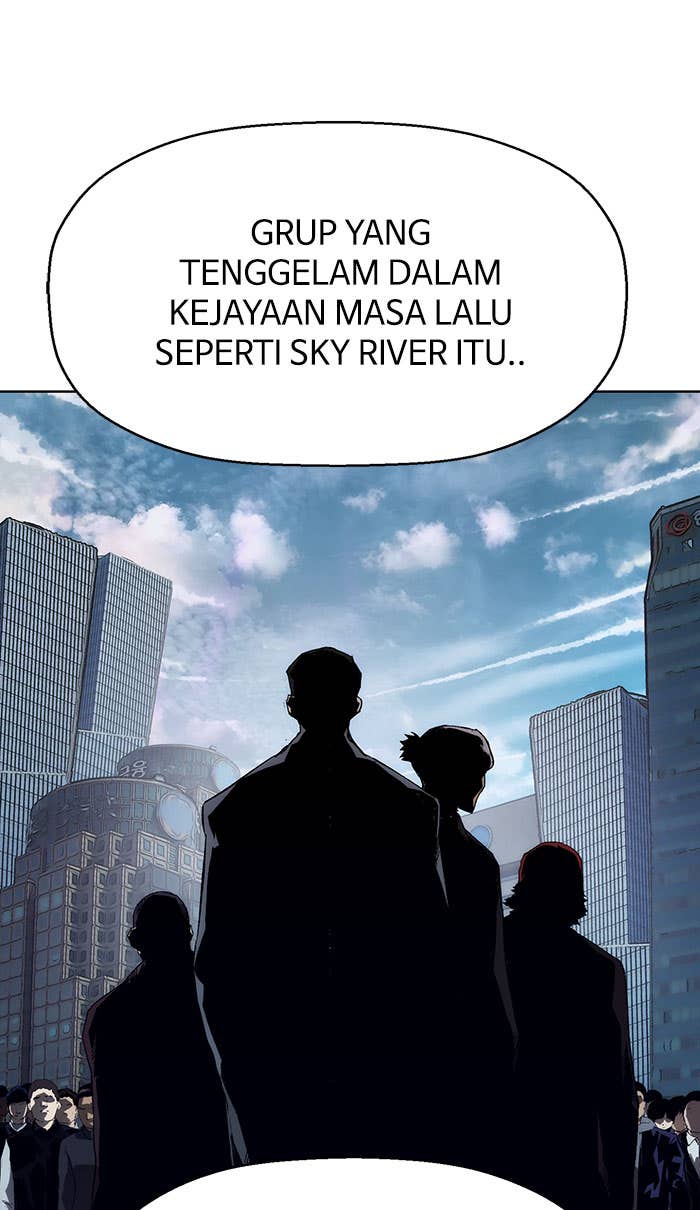 GRUP YANG
TENGGELAM DALAM
KEJAYAAN MASA LALU
SEPERTI SKY RIVER ITU..